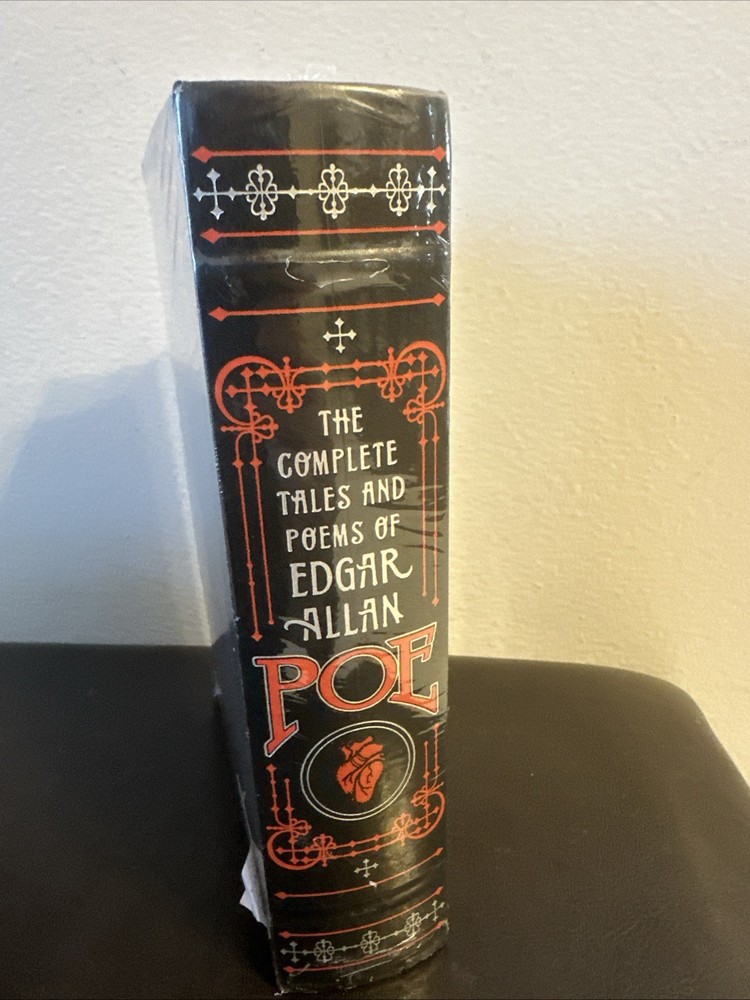 THE
COMPLETE
TALES AND
POEMS OF
EDGAR
ALLAN
POE